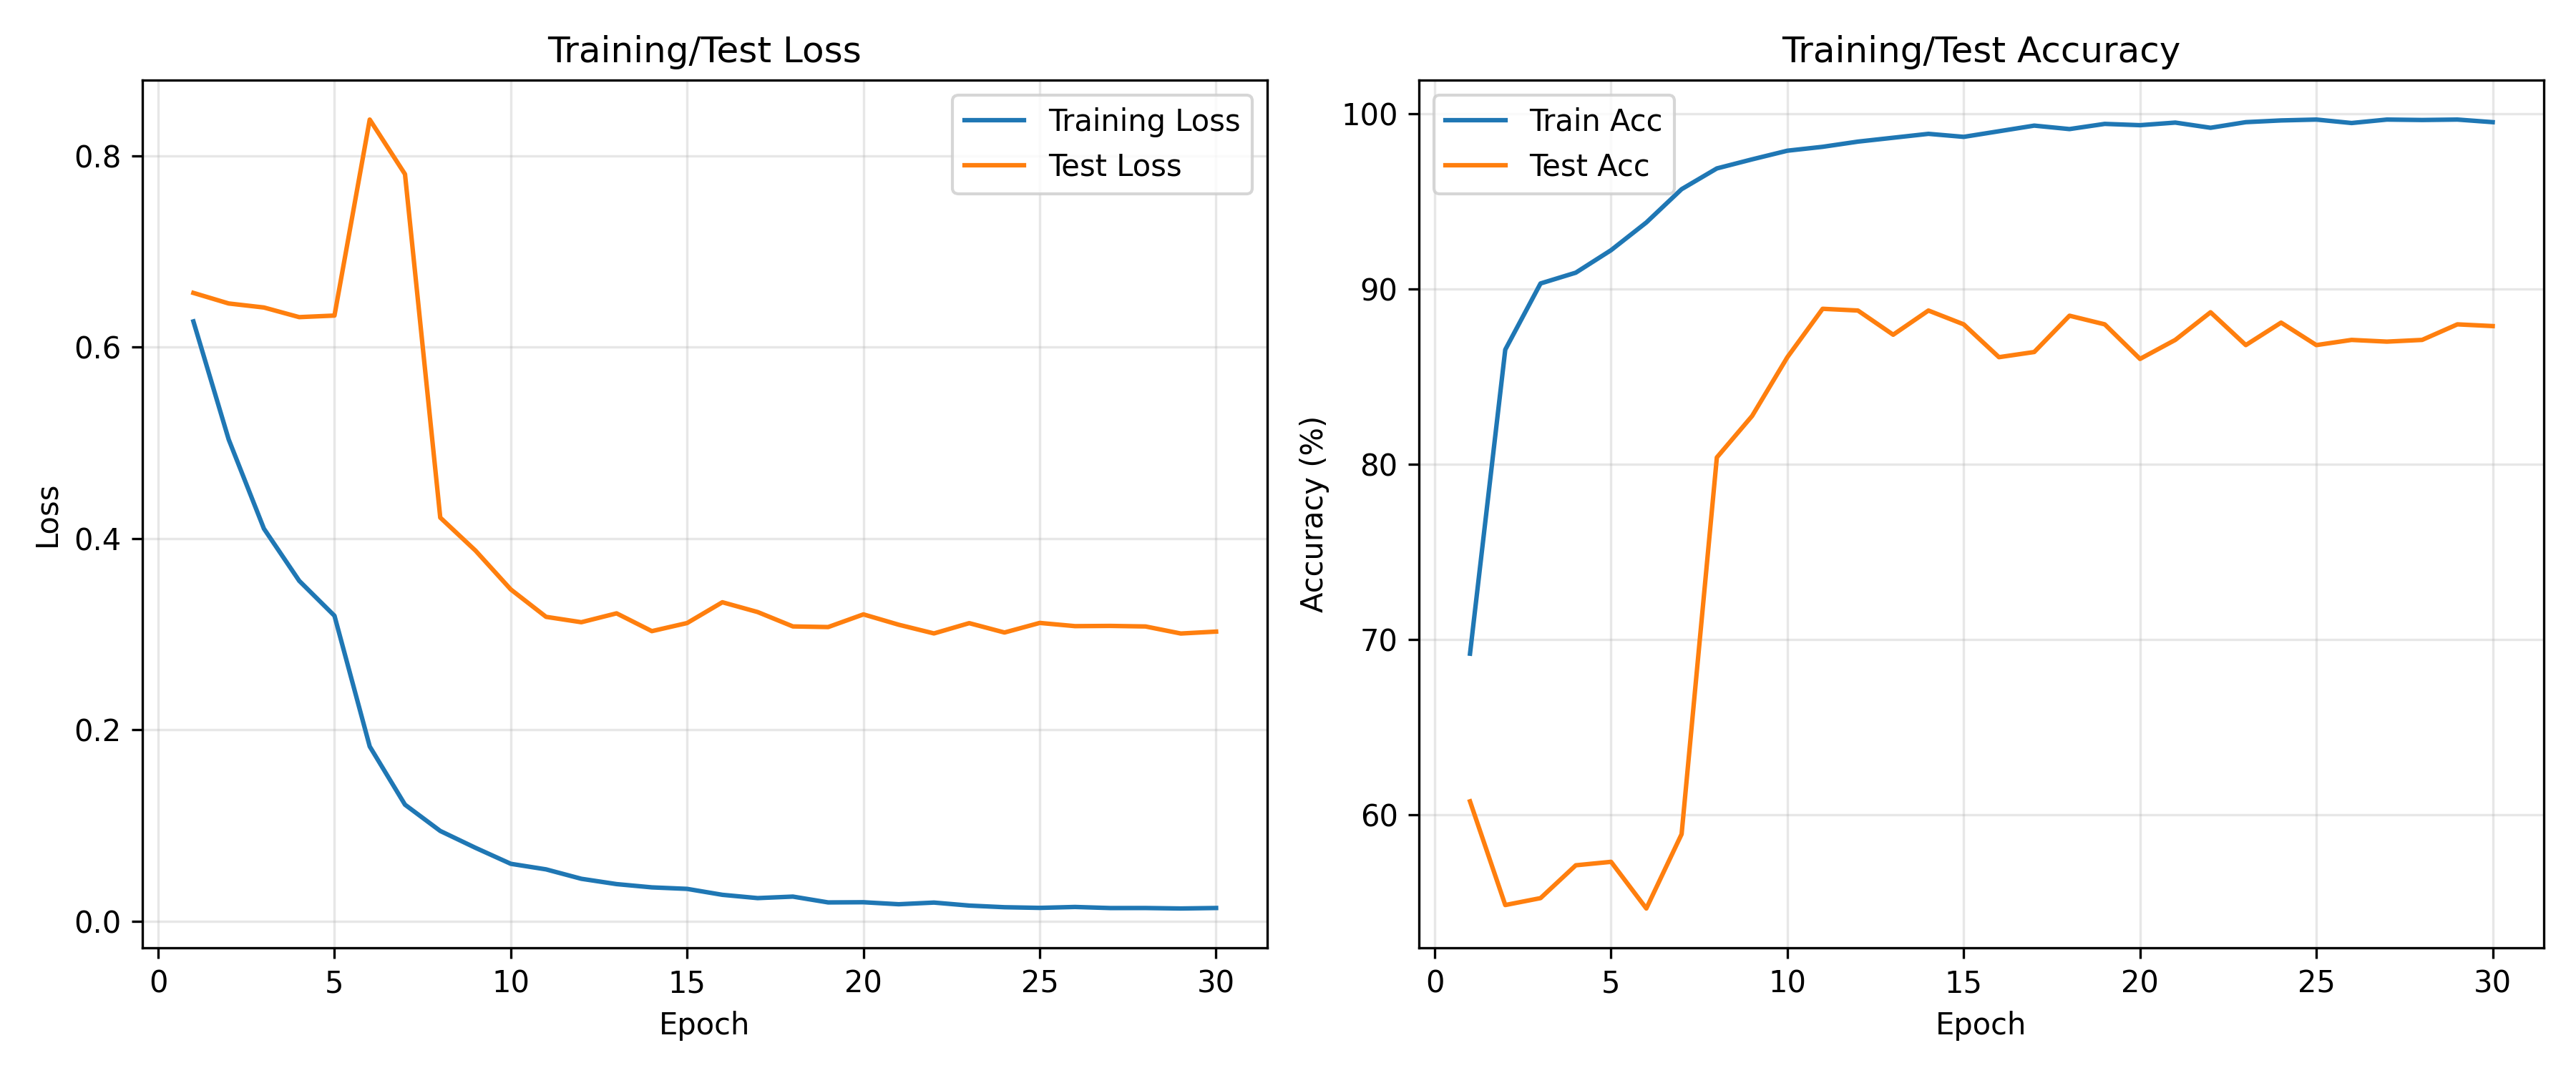 Training/Test Loss
Training Loss
Test Loss
Loss
0.8
0.6
0.4
0.2
0.0
0 5 10 15 20 25 30
Epoch
Training/Test Accuracy
Train Acc
Test Acc
Accuracy (%)
100
90
80
70
60
0 5 10 15 20 25 30
Epoch